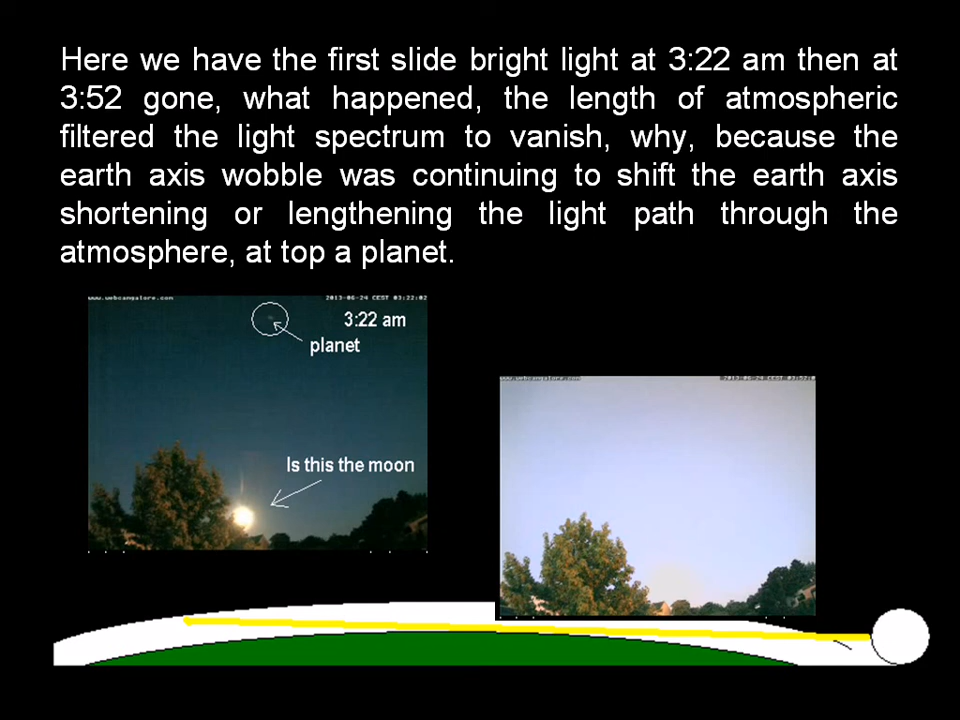 Here we have the first slide bright light at 3:22 am then at
3:52 gone, what happened, the length of atmospheric
filtered the light spectrum to vanish, why, because the
earth axis wobble was continuing to shift the earth axis
shortening or lengthening the light path through the
atmosphere, at top a planet.
2013-06-24 CEST 03:22:02
3:22 am
planet
Is this the moon